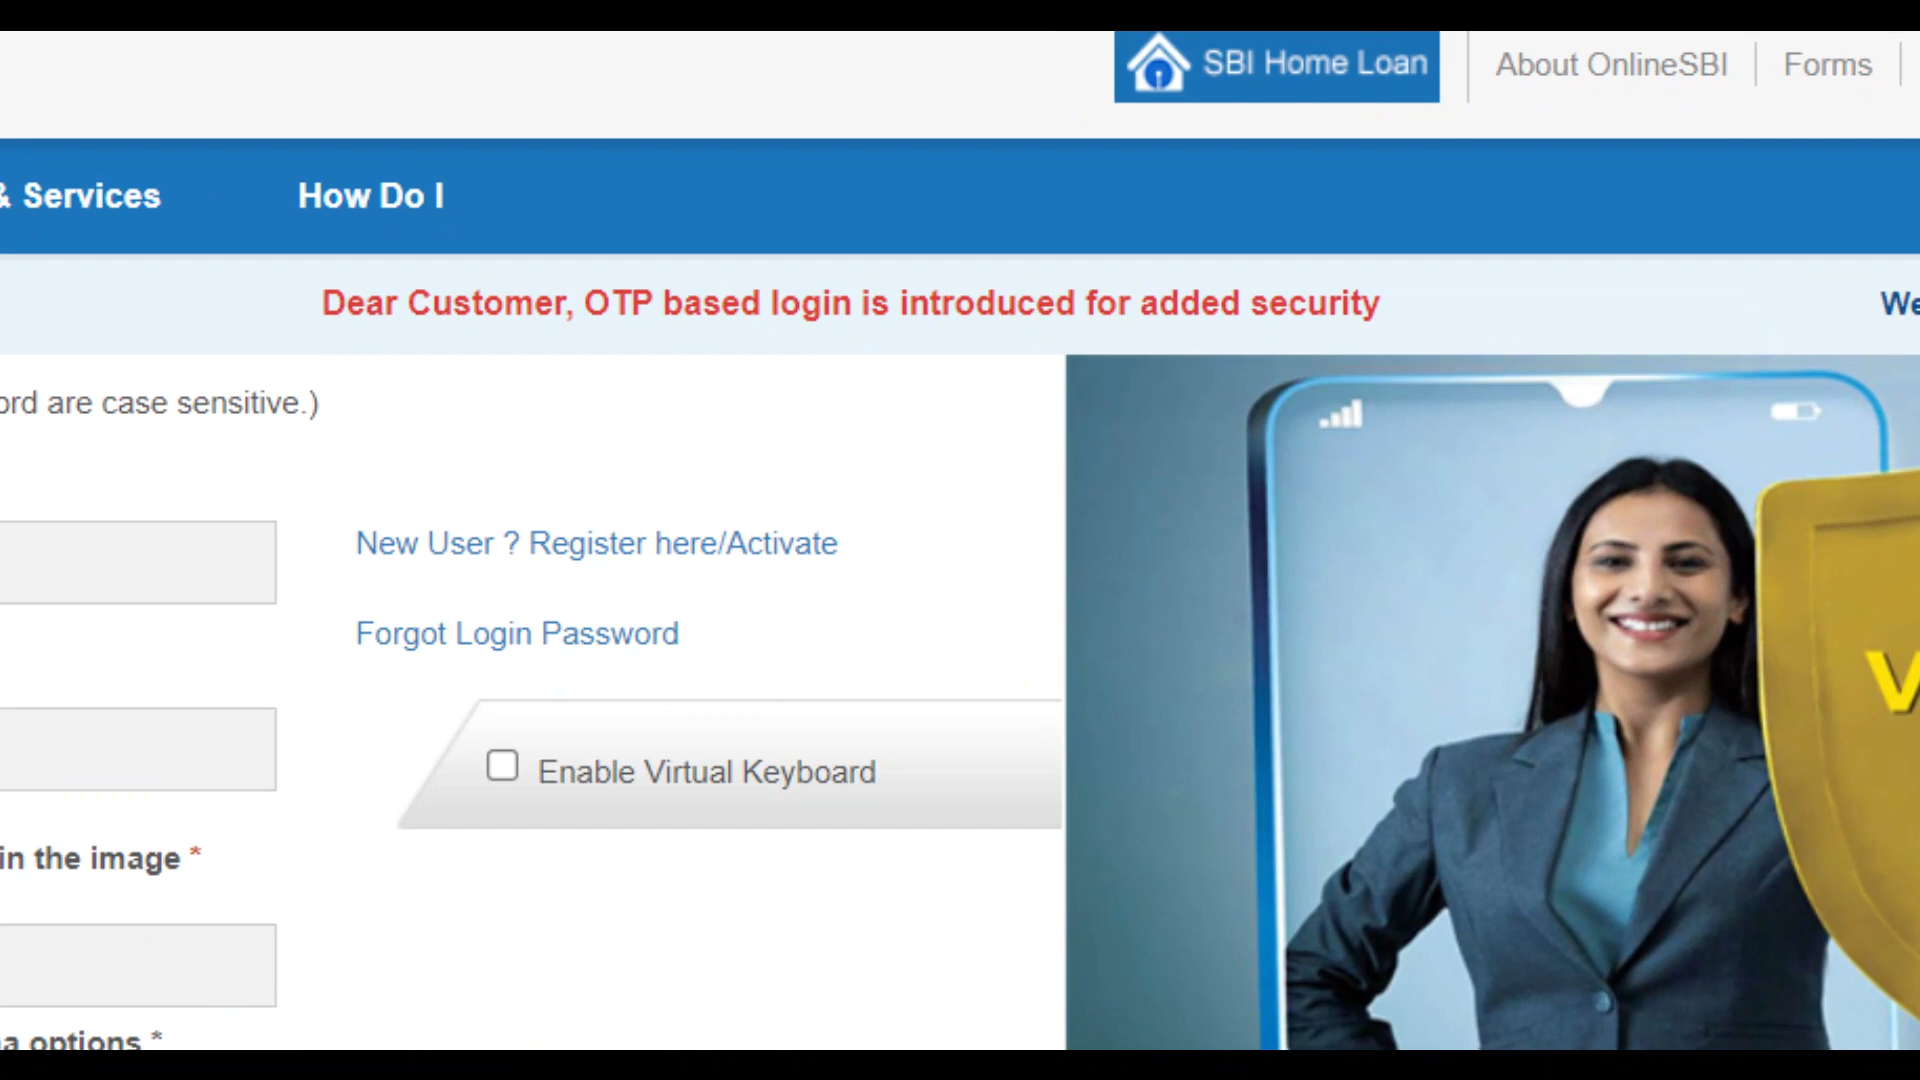 SBI Home Loan
About OnlineSBI
Forms
& Services
How Do I
Dear Customer, OTP based login is introduced for added security
are case sensitive.)
New User ? Register here/Activate
Forgot Login Password
Enable Virtual Keyboard
in the image *
options *